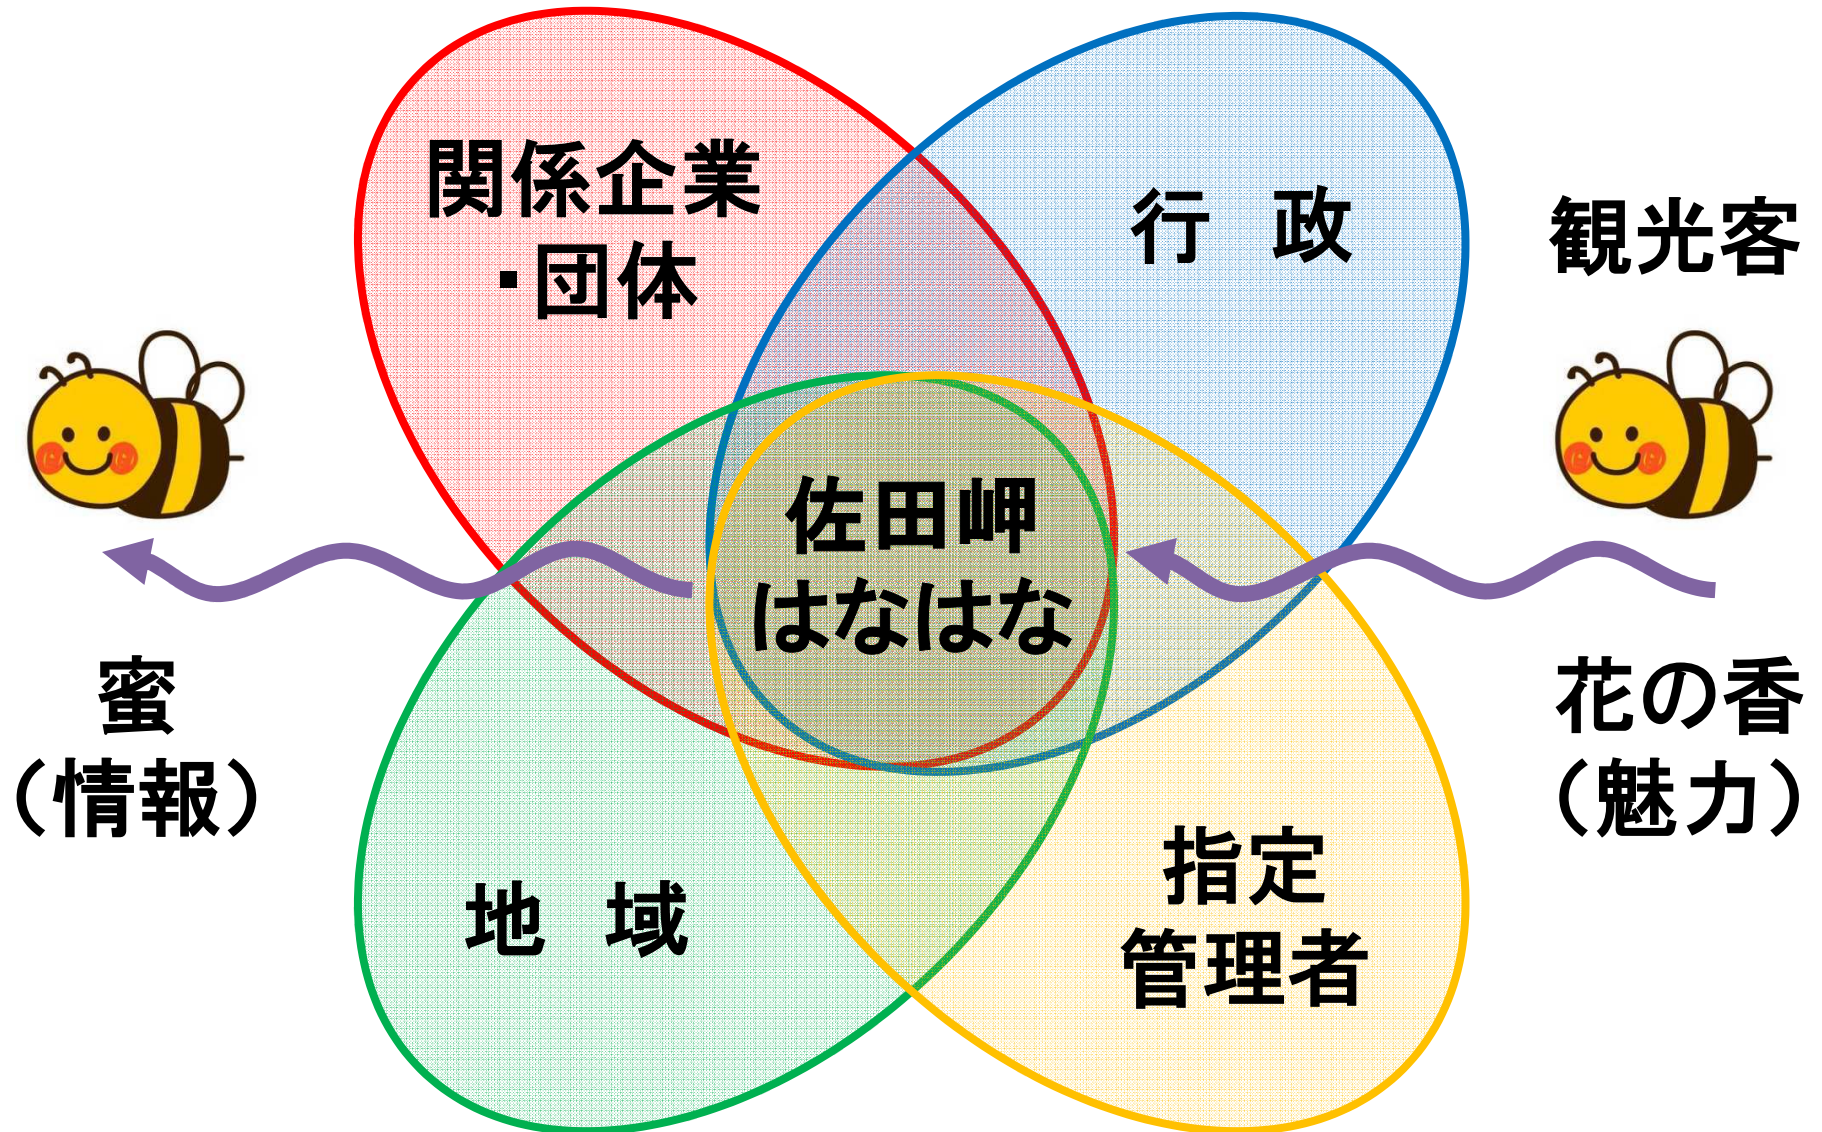 関係企業
・団体
行　政
観光客
佐田岬
はなはな
蜜
（情報）
花の香
（魅力）
地　域
指定
管理者